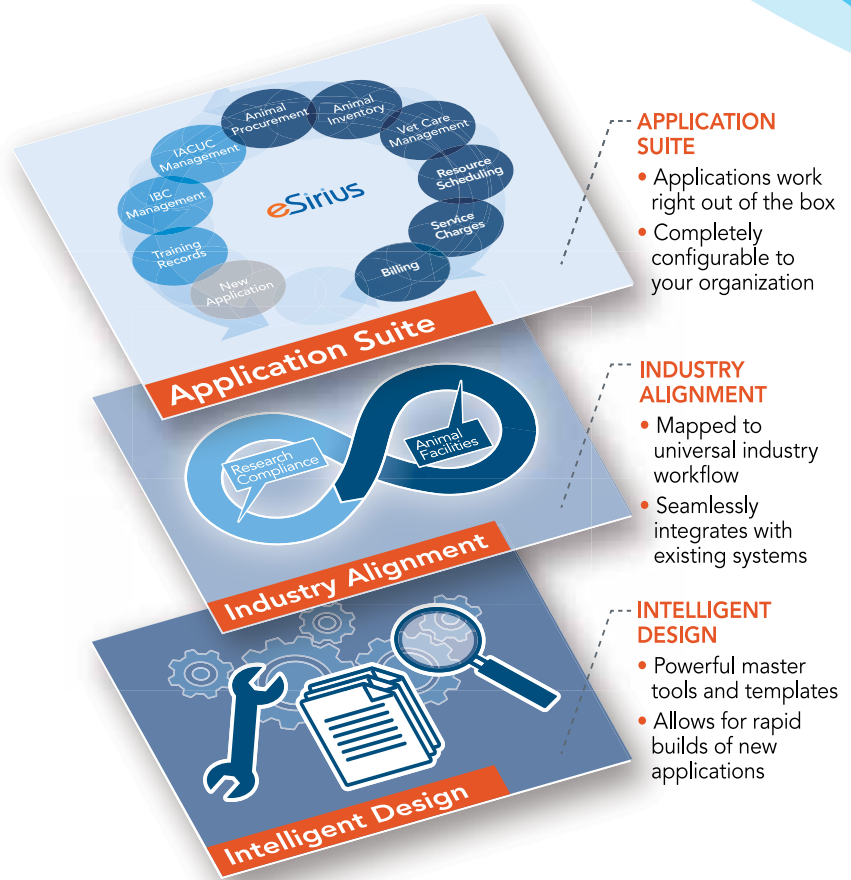 Animal
Procurement
Animal
Inventory
Vet Care
Management
Resource
Scheduling
Service
Charges
Billing
IACUC
Management
IBC
Management
Training
Records
New
Application
eSirius
Application Suite
APPLICATION
SUITE
• Applications work
right out of the box
• Completely
configurable to
your organization
Research
Compliance
Animal
Facilities
Industry Alignment
INDUSTRY
ALIGNMENT
• Mapped to
universal industry
workflow
• Seamlessly
integrates with
existing systems
Intelligent Design
INTELLIGENT
DESIGN
• Powerful master
tools and templates
• Allows for rapid
builds of new
applications